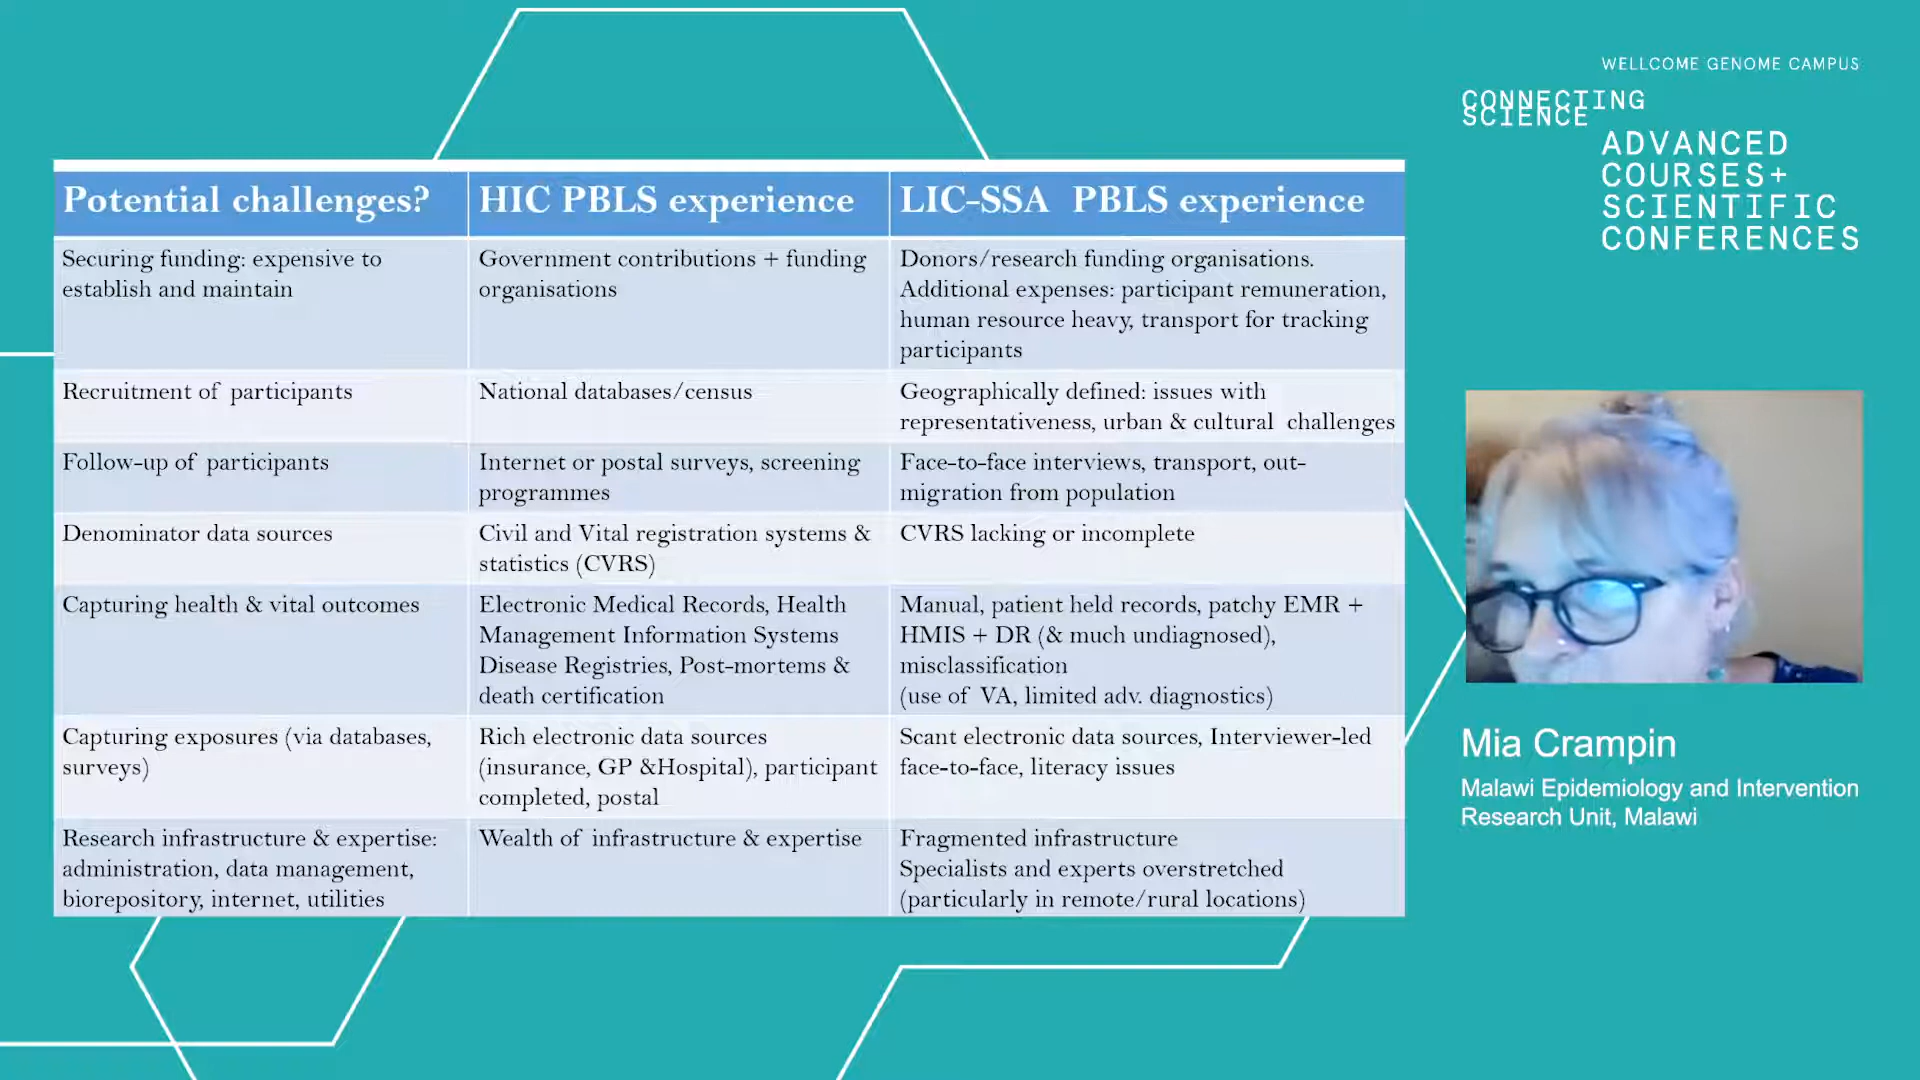 WELLCOME GENOME CAMPUS
CONNECTING
SCIENCE
ADVANCED
COURSES+
SCIENTIFIC
CONFERENCES
Potential challenges?
HIC PBLS experience
LIC-SSA PBLS experience
Securing funding: expensive to
establish and maintain
Government contributions + funding
organisations
Donors/research funding organisations.
Additional expenses: participant remuneration,
human resource heavy, transport for tracking
participants
Recruitment of participants
National databases/census
Geographically defined: issues with
representativeness, urban & cultural challenges
Follow-up of participants
Internet or postal surveys, screening
programmes
Face-to-face interviews, transport, out-
migration from population
Denominator data sources
Civil and Vital registration systems &
statistics (CVRS)
CVRS lacking or incomplete
Capturing health & vital outcomes
Electronic Medical Records, Health
Management Information Systems
Disease Registries, Post-mortems &
death certification
Manual, patient held records, patchy EMR +
HMIS + DR (& much undiagnosed),
misclassification
(use of VA, limited adv. diagnostics)
Capturing exposures (via databases,
surveys)
Rich electronic data sources
(insurance, GP &Hospital), participant
completed, postal
Scant electronic data sources, Interviewer-led
face-to-face, literacy issues
Research infrastructure & expertise:
administration, data management,
biorepository, internet, utilities
Wealth of infrastructure & expertise
Fragmented infrastructure
Specialists and experts overstretched
(particularly in remote/rural locations)
Mia Crampin
Malawi Epidemiology and Intervention
Research Unit, Malawi